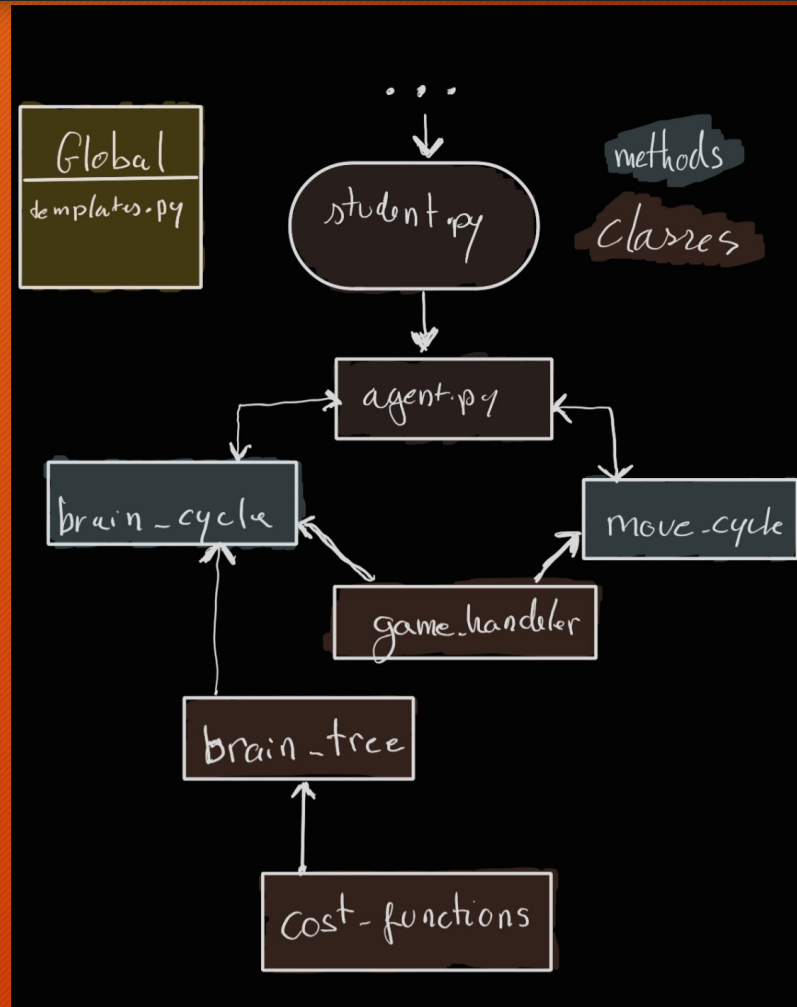 ...
Global
templates.py
methods
student.py
classes
agent.py
brain_cycle
move_cycle
game_handeler
brain_tree
cost_functions